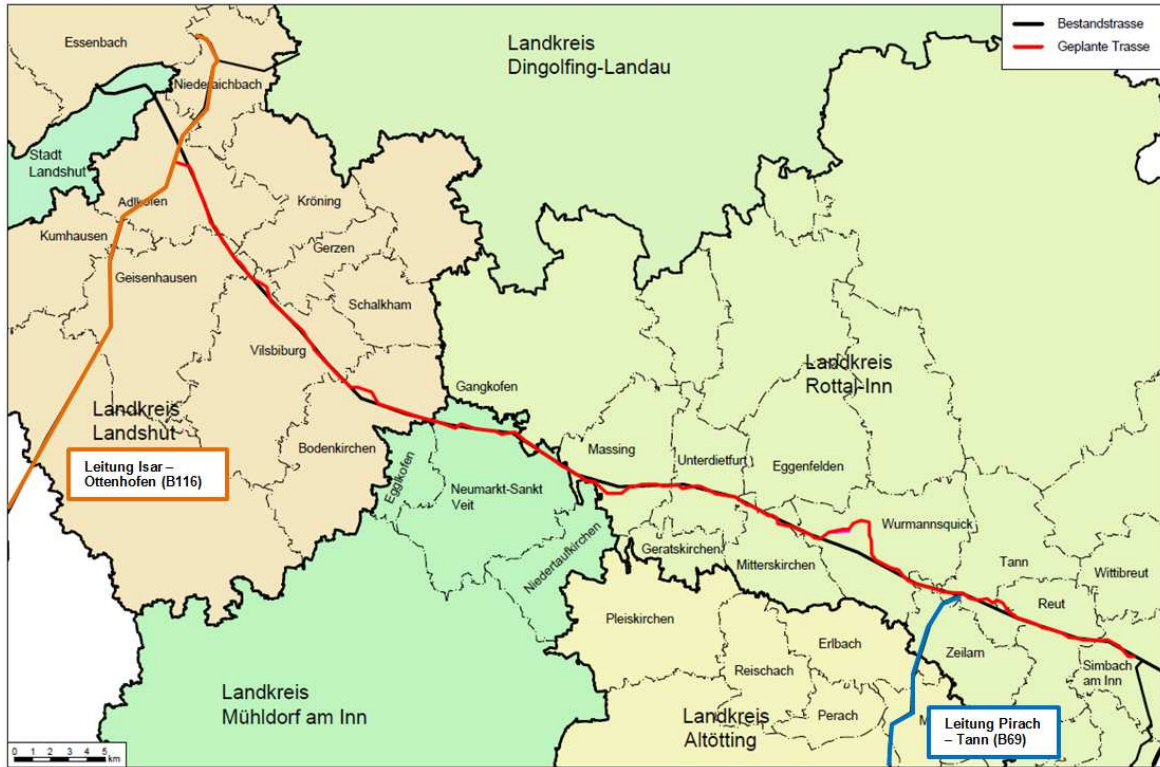 Bestandstrasse
Geplante Trasse
Essenbach
Landkreis
Dingolfing-Landau
Niederaichbach
Stadt
Landshut
Adlkofen
Kröning
Kumhausen
Gerzen
Geisenhausen
Schalkham
Vilsbiburg
Landkreis
Rottal-Inn
Gangkofen
Landkreis
Landshut
Bodenkirchen
Massing
Unterdietfurt
Eggenfelden
Leitung Isar –
Ottenhofen (B116)
Egglkofen
Neumarkt-Sankt
Veit
Wurmannsquick
Niedertaufkirchen
Geratskirchen
Mitterskirchen
Tann
Wittibreut
Pleiskirchen
Reut
Erlbach
Zeilarn
Reischach
Simbach
am Inn
Landkreis
Mühldorf am Inn
Perach
M
Landkreis
Altötting
Leitung Pirach
– Tann (B69)
0 1 2 3 4 5
km